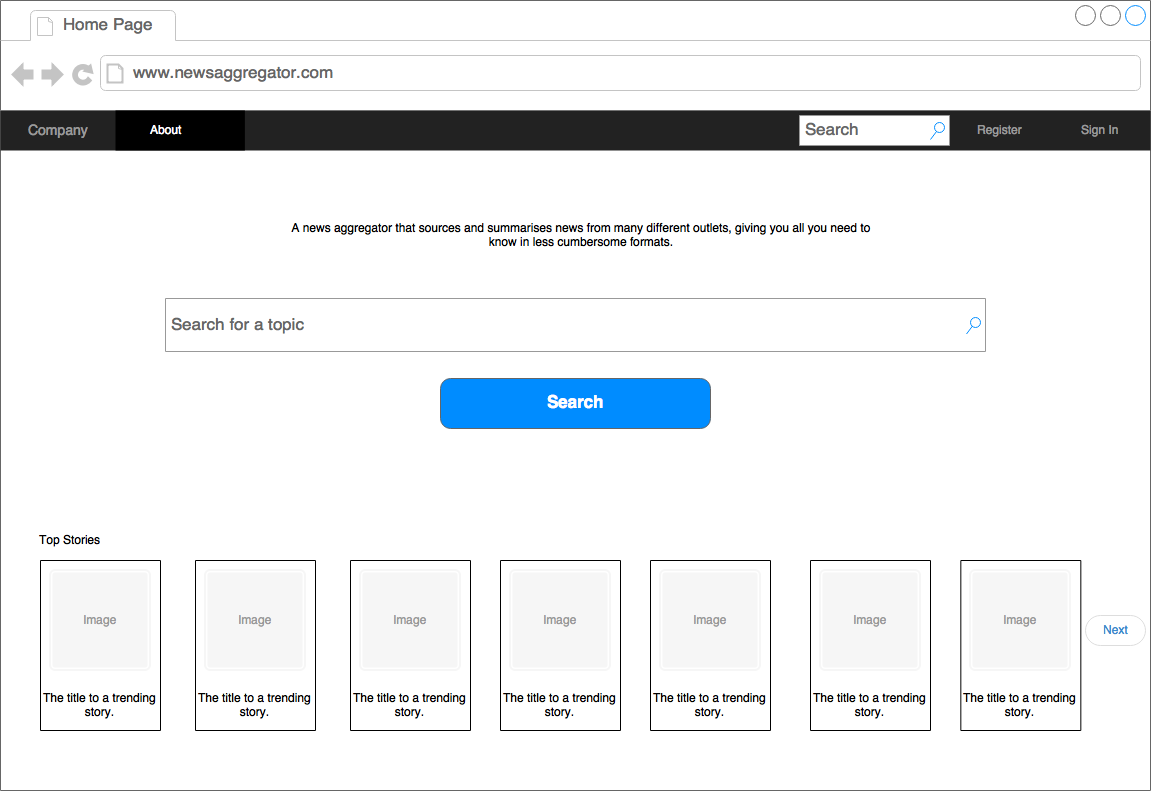 Home Page
www.newsaggregator.com
Company
About
Search
Register
Sign In
A news aggregator that sources and summarises news from many different outlets, giving you all you need to
know in less cumbersome formats.
Search for a topic
Search
Top Stories
Image
The title to a trending
story.
Image
The title to a trending
story.
Image
The title to a trending
story.
Image
The title to a trending
story.
Image
The title to a trending
story.
Image
The title to a trending
story.
Image
The title to a trending
story.
Next